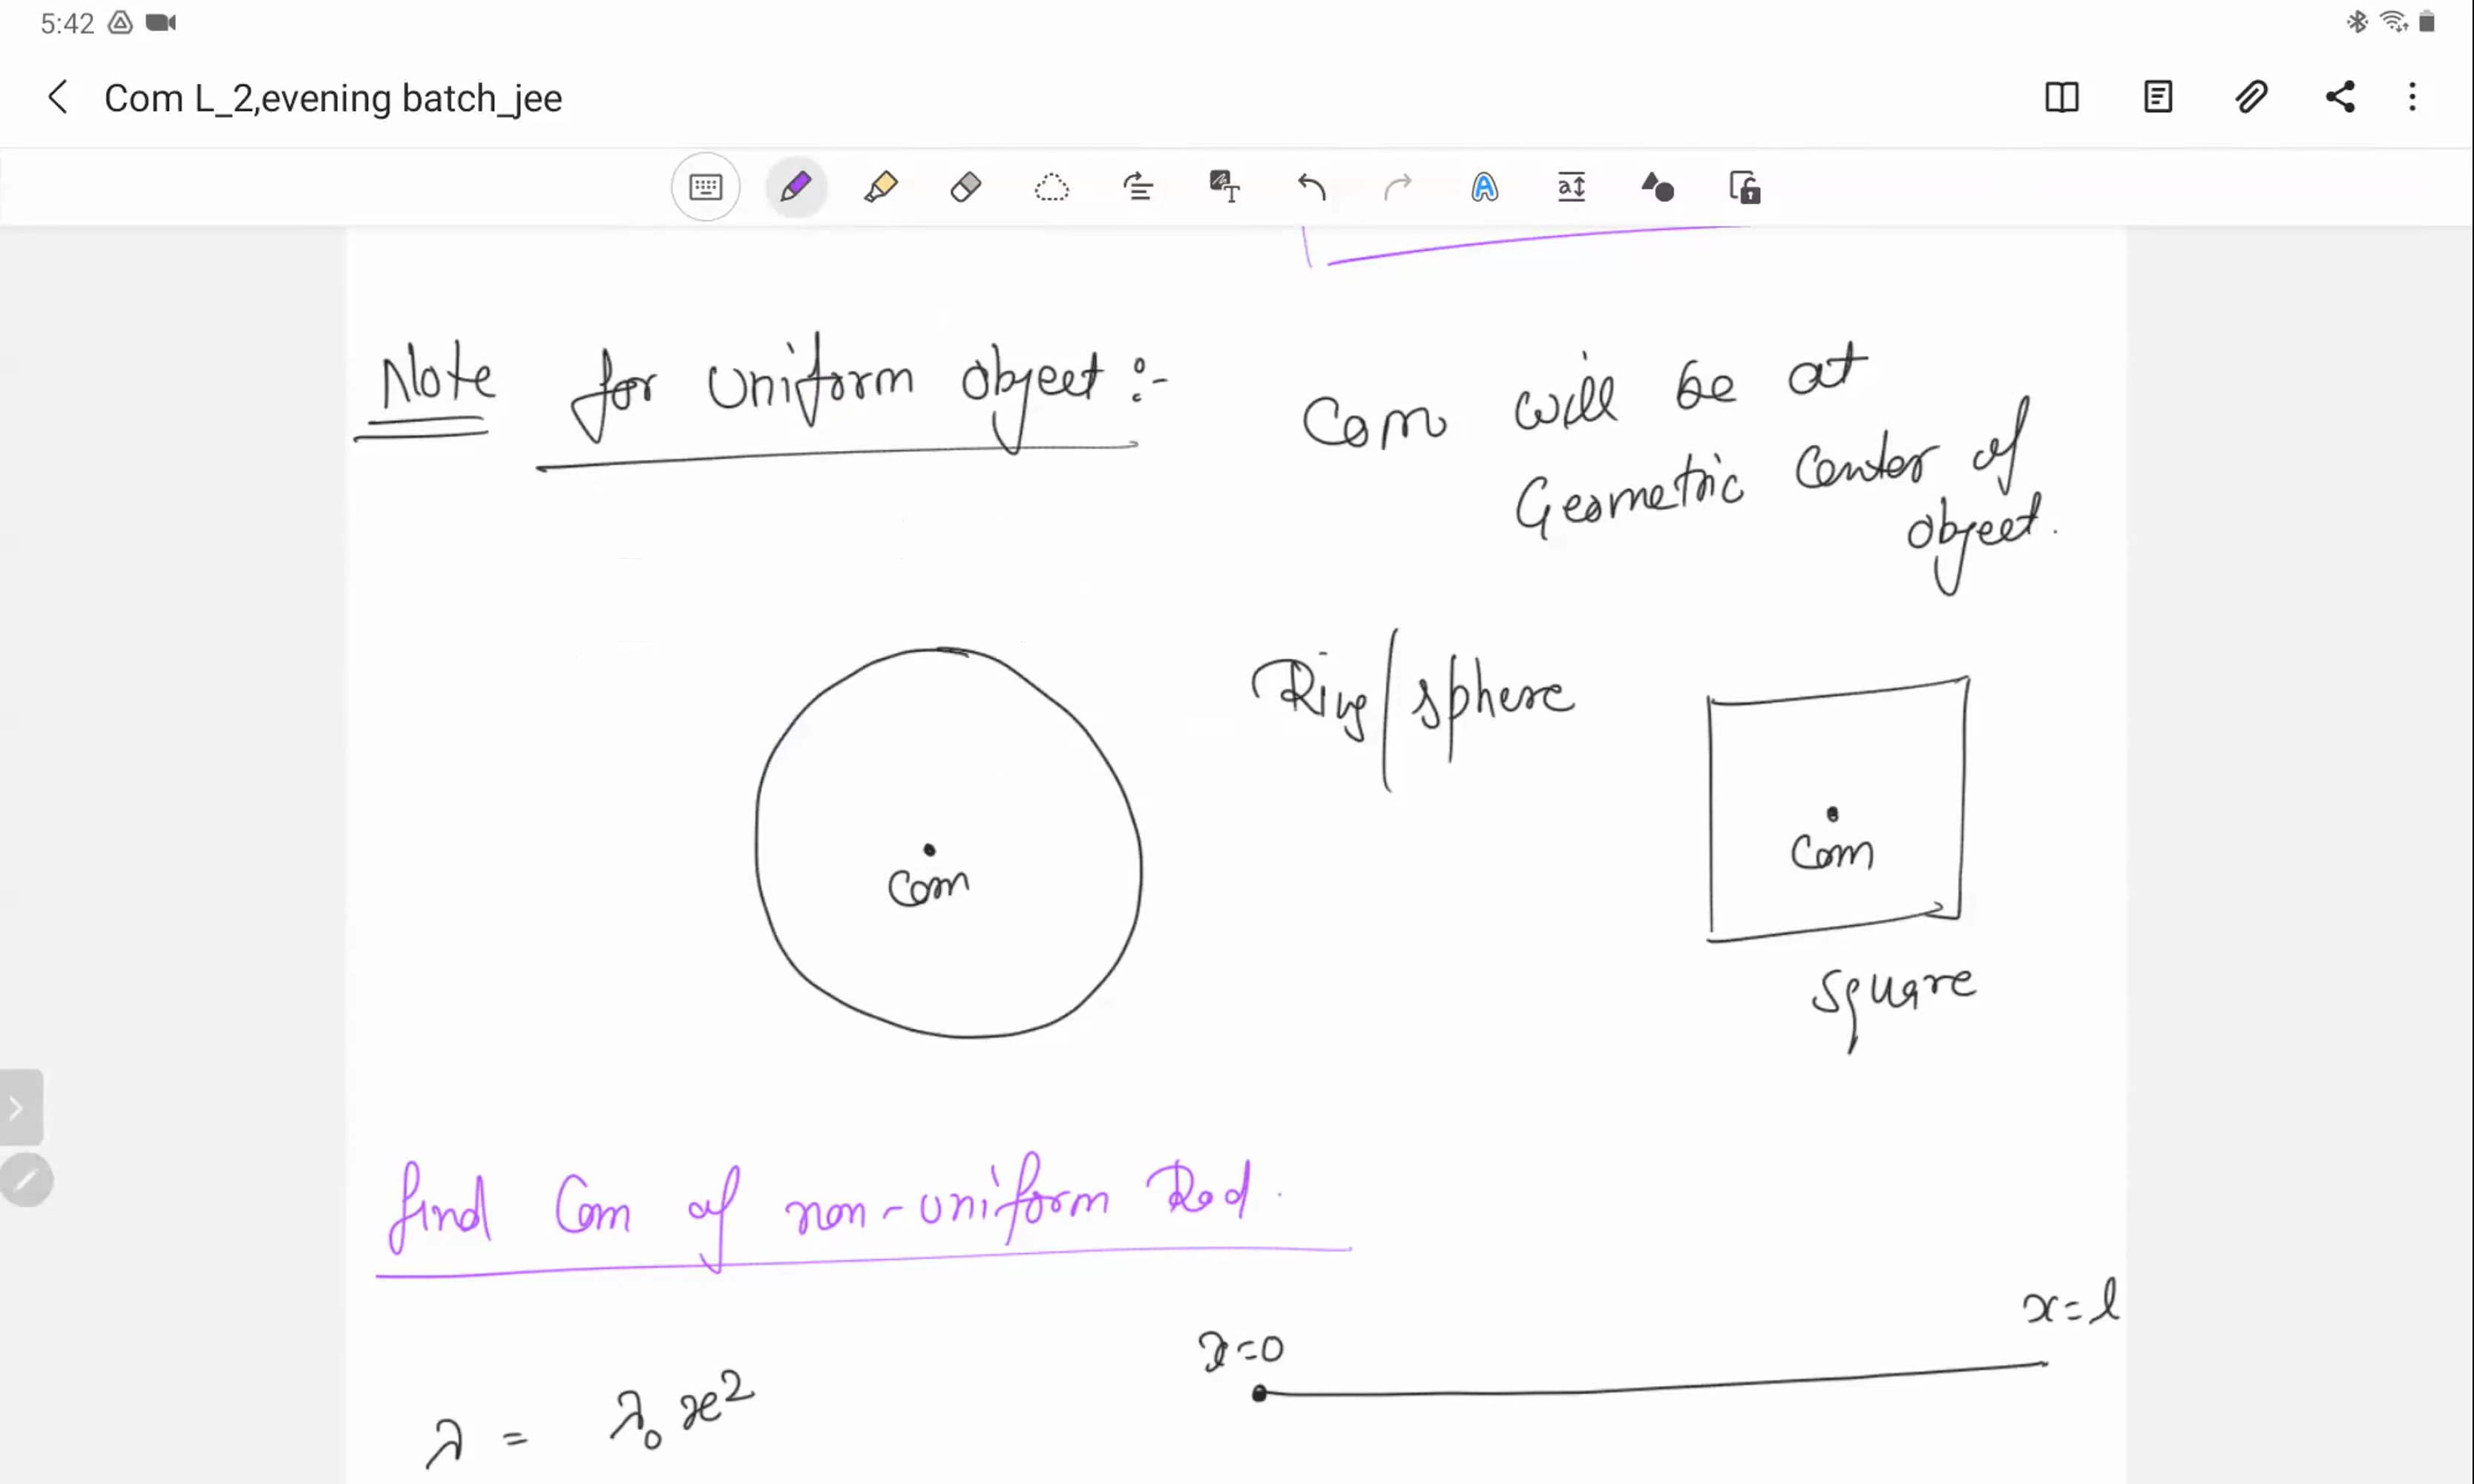 5:42
Com L_2,evening batch_jee
Note for Uniform object :-
Com will be at
Geometric Center of
object.
Ring/sphere
Com
Com
Square
find Com of non-uniform Rod.
x=0
x=l
λ = λ₀ x²